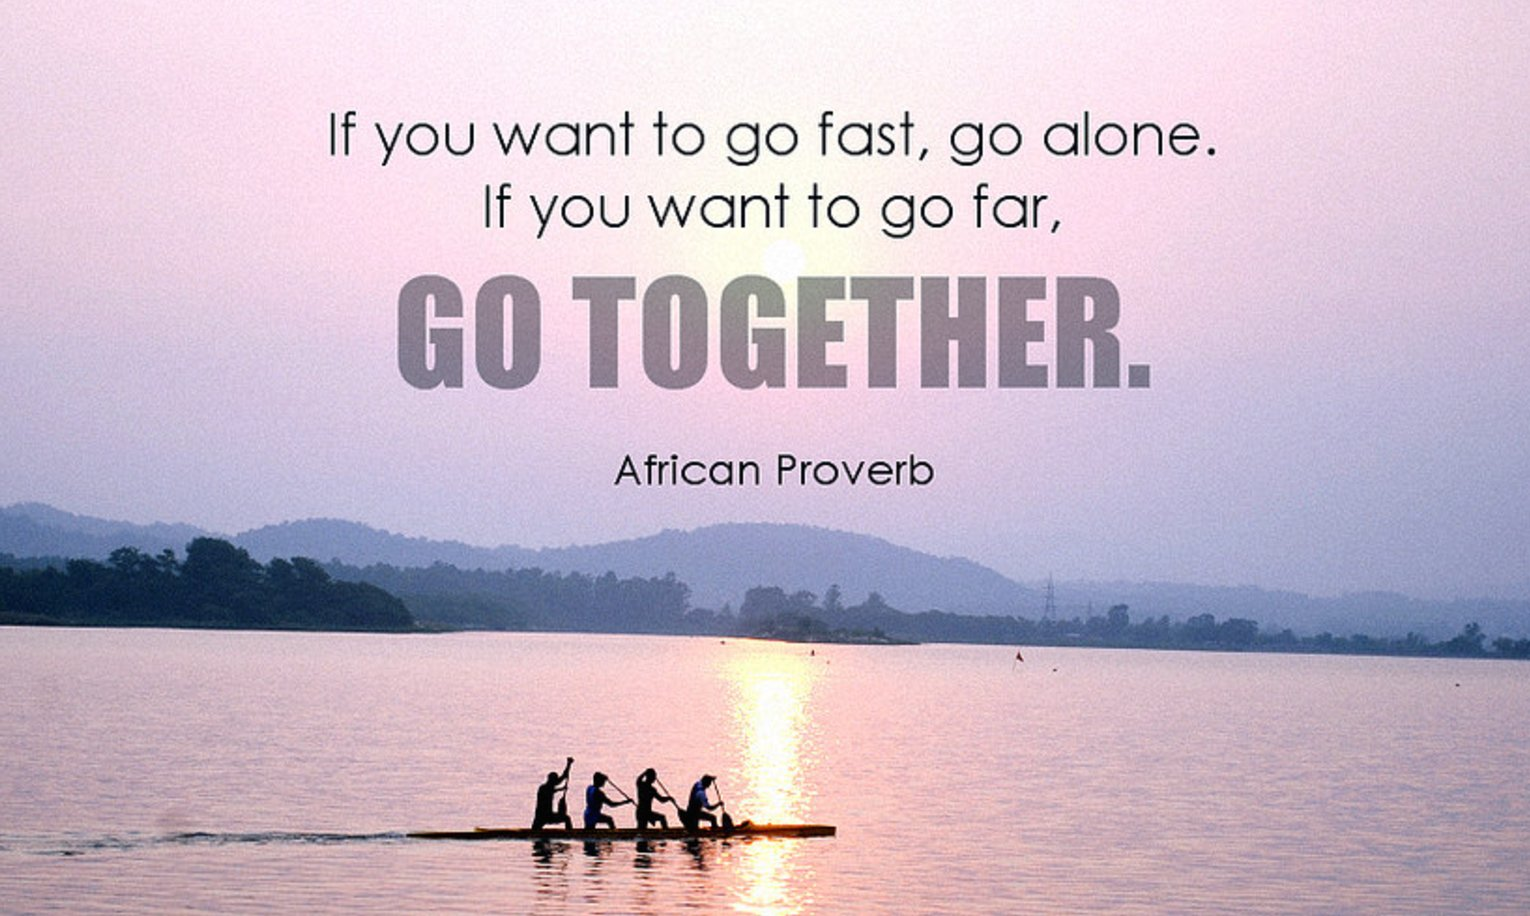 If you want to go fast, go alone.
If you want to go far,
GO TOGETHER.
African Proverb